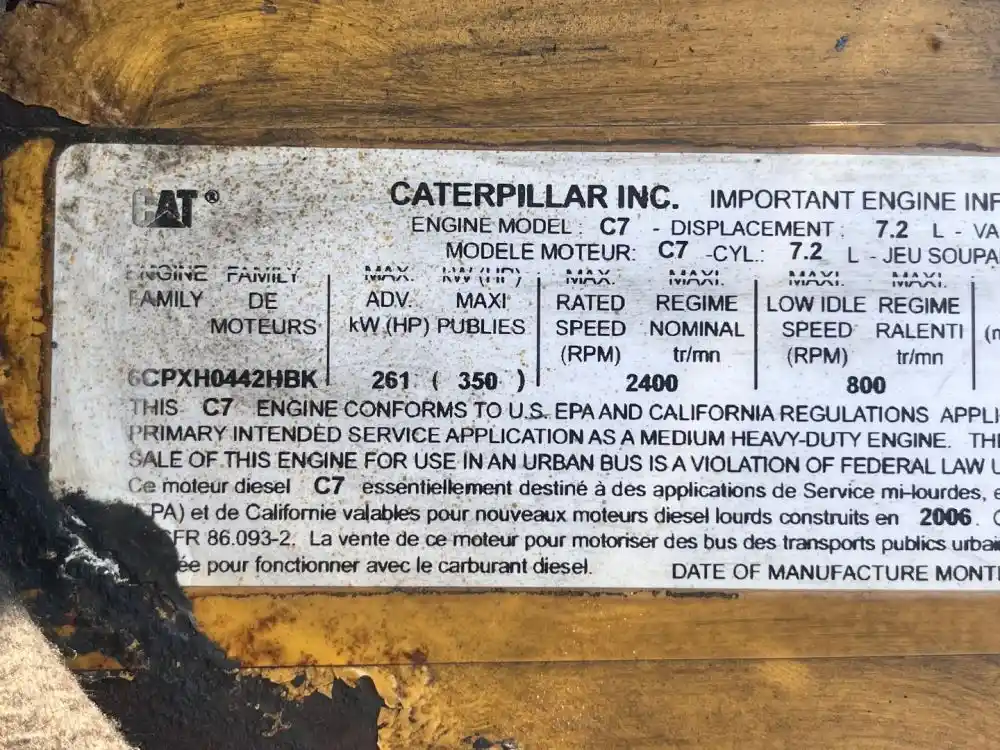 CAT®
CATERPILLAR INC. IMPORTANT ENGINE INF
ENGINE MODEL : C7 - DISPLACEMENT : 7.2 L - VA
MODELE MOTEUR: C7 -CYL.: 7.2 L - JEU SOUPA
ENGINE FAMILY MAX. kW (HP) MAX. MAXI. MAXI. MAXI.
FAMILY DE ADV. MAXI RATED REGIME LOW IDLE REGIME
MOTEURS kW (HP) PUBLIES SPEED NOMINAL SPEED RALENTI
(RPM) tr/mn (RPM) tr/mn
6CPXH0442HBK 261 ( 350 ) 2400 800
THIS C7 ENGINE CONFORMS TO U.S. EPA AND CALIFORNIA REGULATIONS APPLI
PRIMARY INTENDED SERVICE APPLICATION AS A MEDIUM HEAVY-DUTY ENGINE. THI
SALE OF THIS ENGINE FOR USE IN AN URBAN BUS IS A VIOLATION OF FEDERAL LAW U
Ce moteur diesel C7 essentiellement destiné à des applications de Service mi-lourdes, e
PA) et de Californie valables pour nouveaux moteurs diesel lourds construits en 2006.
CFR 86.093-2. La vente de ce moteur pour motoriser des bus des transports publics urbai
ée pour fonctionner avec le carburant diesel.
DATE OF MANUFACTURE MONTH